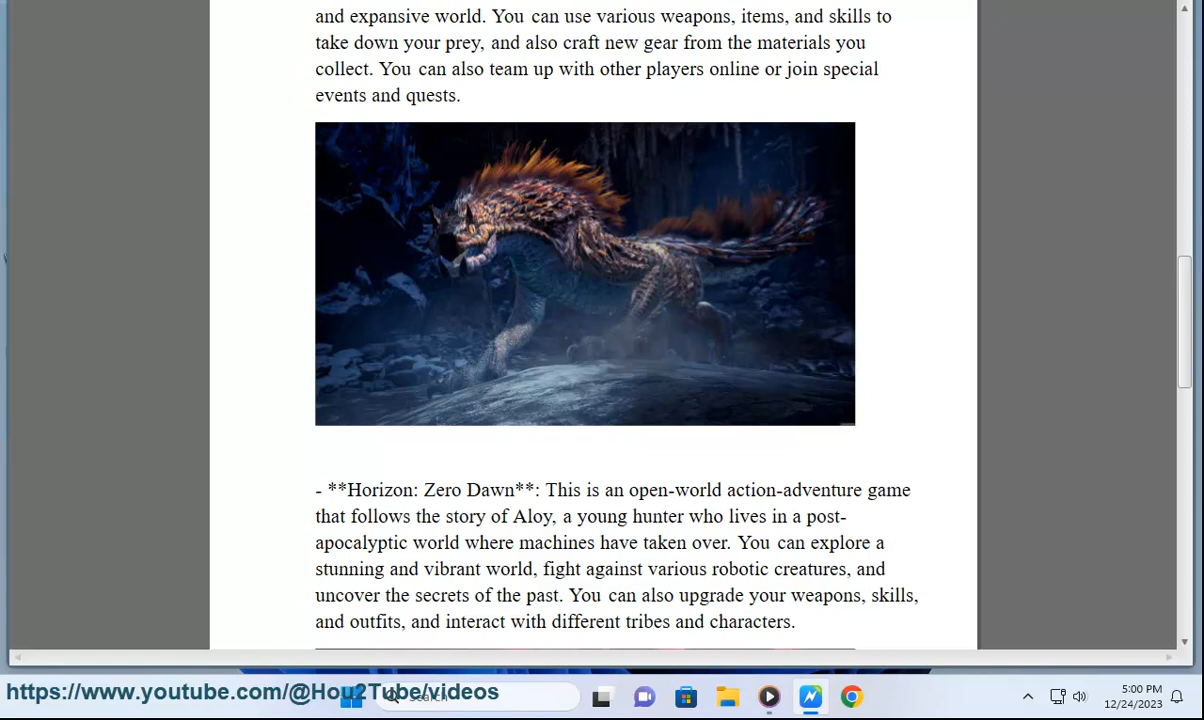 and expansive world. You can use various weapons, items, and skills to
take down your prey, and also craft new gear from the materials you
collect. You can also team up with other players online or join special
events and quests.
- **Horizon: Zero Dawn**: This is an open-world action-adventure game
that follows the story of Aloy, a young hunter who lives in a post-
apocalyptic world where machines have taken over. You can explore a
stunning and vibrant world, fight against various robotic creatures, and
uncover the secrets of the past. You can also upgrade your weapons, skills,
and outfits, and interact with different tribes and characters.
https://www.youtube.com/@Hou2Tube/videos
Search
5:00 PM
12/24/2023